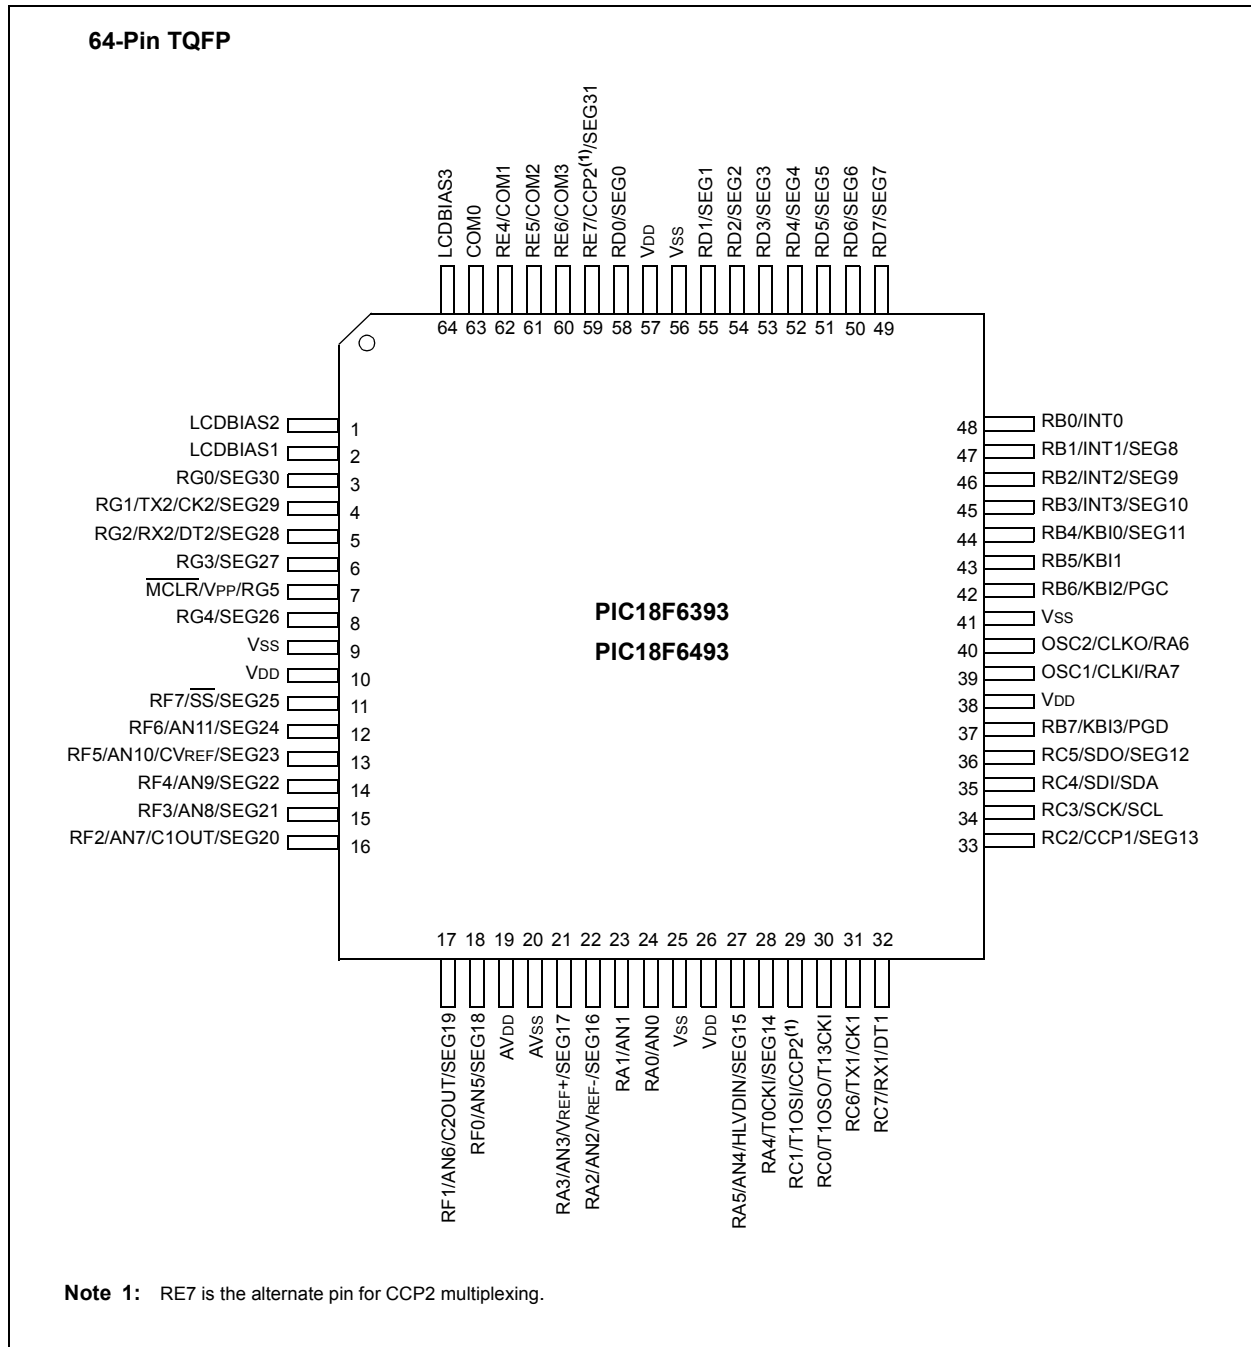 64-Pin TQFP
LCDBIAS3
COM0
RE4/COM1
RE5/COM2
RE6/COM3
RE7/CCP2(1)/SEG31
RD0/SEG0
VDD
VSS
RD1/SEG1
RD2/SEG2
RD3/SEG3
RD4/SEG4
RD5/SEG5
RD6/SEG6
RD7/SEG7
64 63 62 61 60 59 58 57 56 55 54 53 52 51 50 49
LCDBIAS2 1
LCDBIAS1 2
RG0/SEG30 3
RG1/TX2/CK2/SEG29 4
RG2/RX2/DT2/SEG28 5
RG3/SEG27 6
MCLR/VPP/RG5 7
RG4/SEG26 8
VSS 9
VDD 10
RF7/SS/SEG25 11
RF6/AN11/SEG24 12
RF5/AN10/CVREF/SEG23 13
RF4/AN9/SEG22 14
RF3/AN8/SEG21 15
RF2/AN7/C1OUT/SEG20 16
PIC18F6393
PIC18F6493
48 RB0/INT0
47 RB1/INT1/SEG8
46 RB2/INT2/SEG9
45 RB3/INT3/SEG10
44 RB4/KBI0/SEG11
43 RB5/KBI1
42 RB6/KBI2/PGC
41 VSS
40 OSC2/CLKO/RA6
39 OSC1/CLKI/RA7
38 VDD
37 RB7/KBI3/PGD
36 RC5/SDO/SEG12
35 RC4/SDI/SDA
34 RC3/SCK/SCL
33 RC2/CCP1/SEG13
17 18 19 20 21 22 23 24 25 26 27 28 29 30 31 32
RF1/AN6/C2OUT/SEG19
RF0/AN5/SEG18
AVDD
AVSS
RA3/AN3/VREF+/SEG17
RA2/AN2/VREF-/SEG16
RA1/AN1
RA0/AN0
VSS
VDD
RA5/AN4/HLVDIN/SEG15
RA4/T0CKI/SEG14
RC1/T1OSI/CCP2(1)
RC0/T1OSO/T13CKI
RC6/TX1/CK1
RC7/RX1/DT1
Note 1: RE7 is the alternate pin for CCP2 multiplexing.